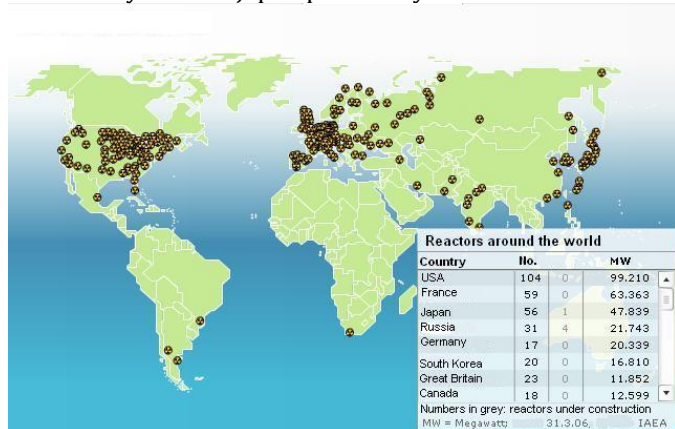 Reactors around the world
Country No. MW
USA 104 0 99.210
France 59 0 63.363
Japan 56 1 47.839
Russia 31 4 21.743
Germany 17 0 20.339
South Korea 20 0 16.810
Great Britain 23 0 11.852
Canada 18 0 12.599
Numbers in grey: reactors under construction
MW = Megawatt; 31.3.06, IAEA